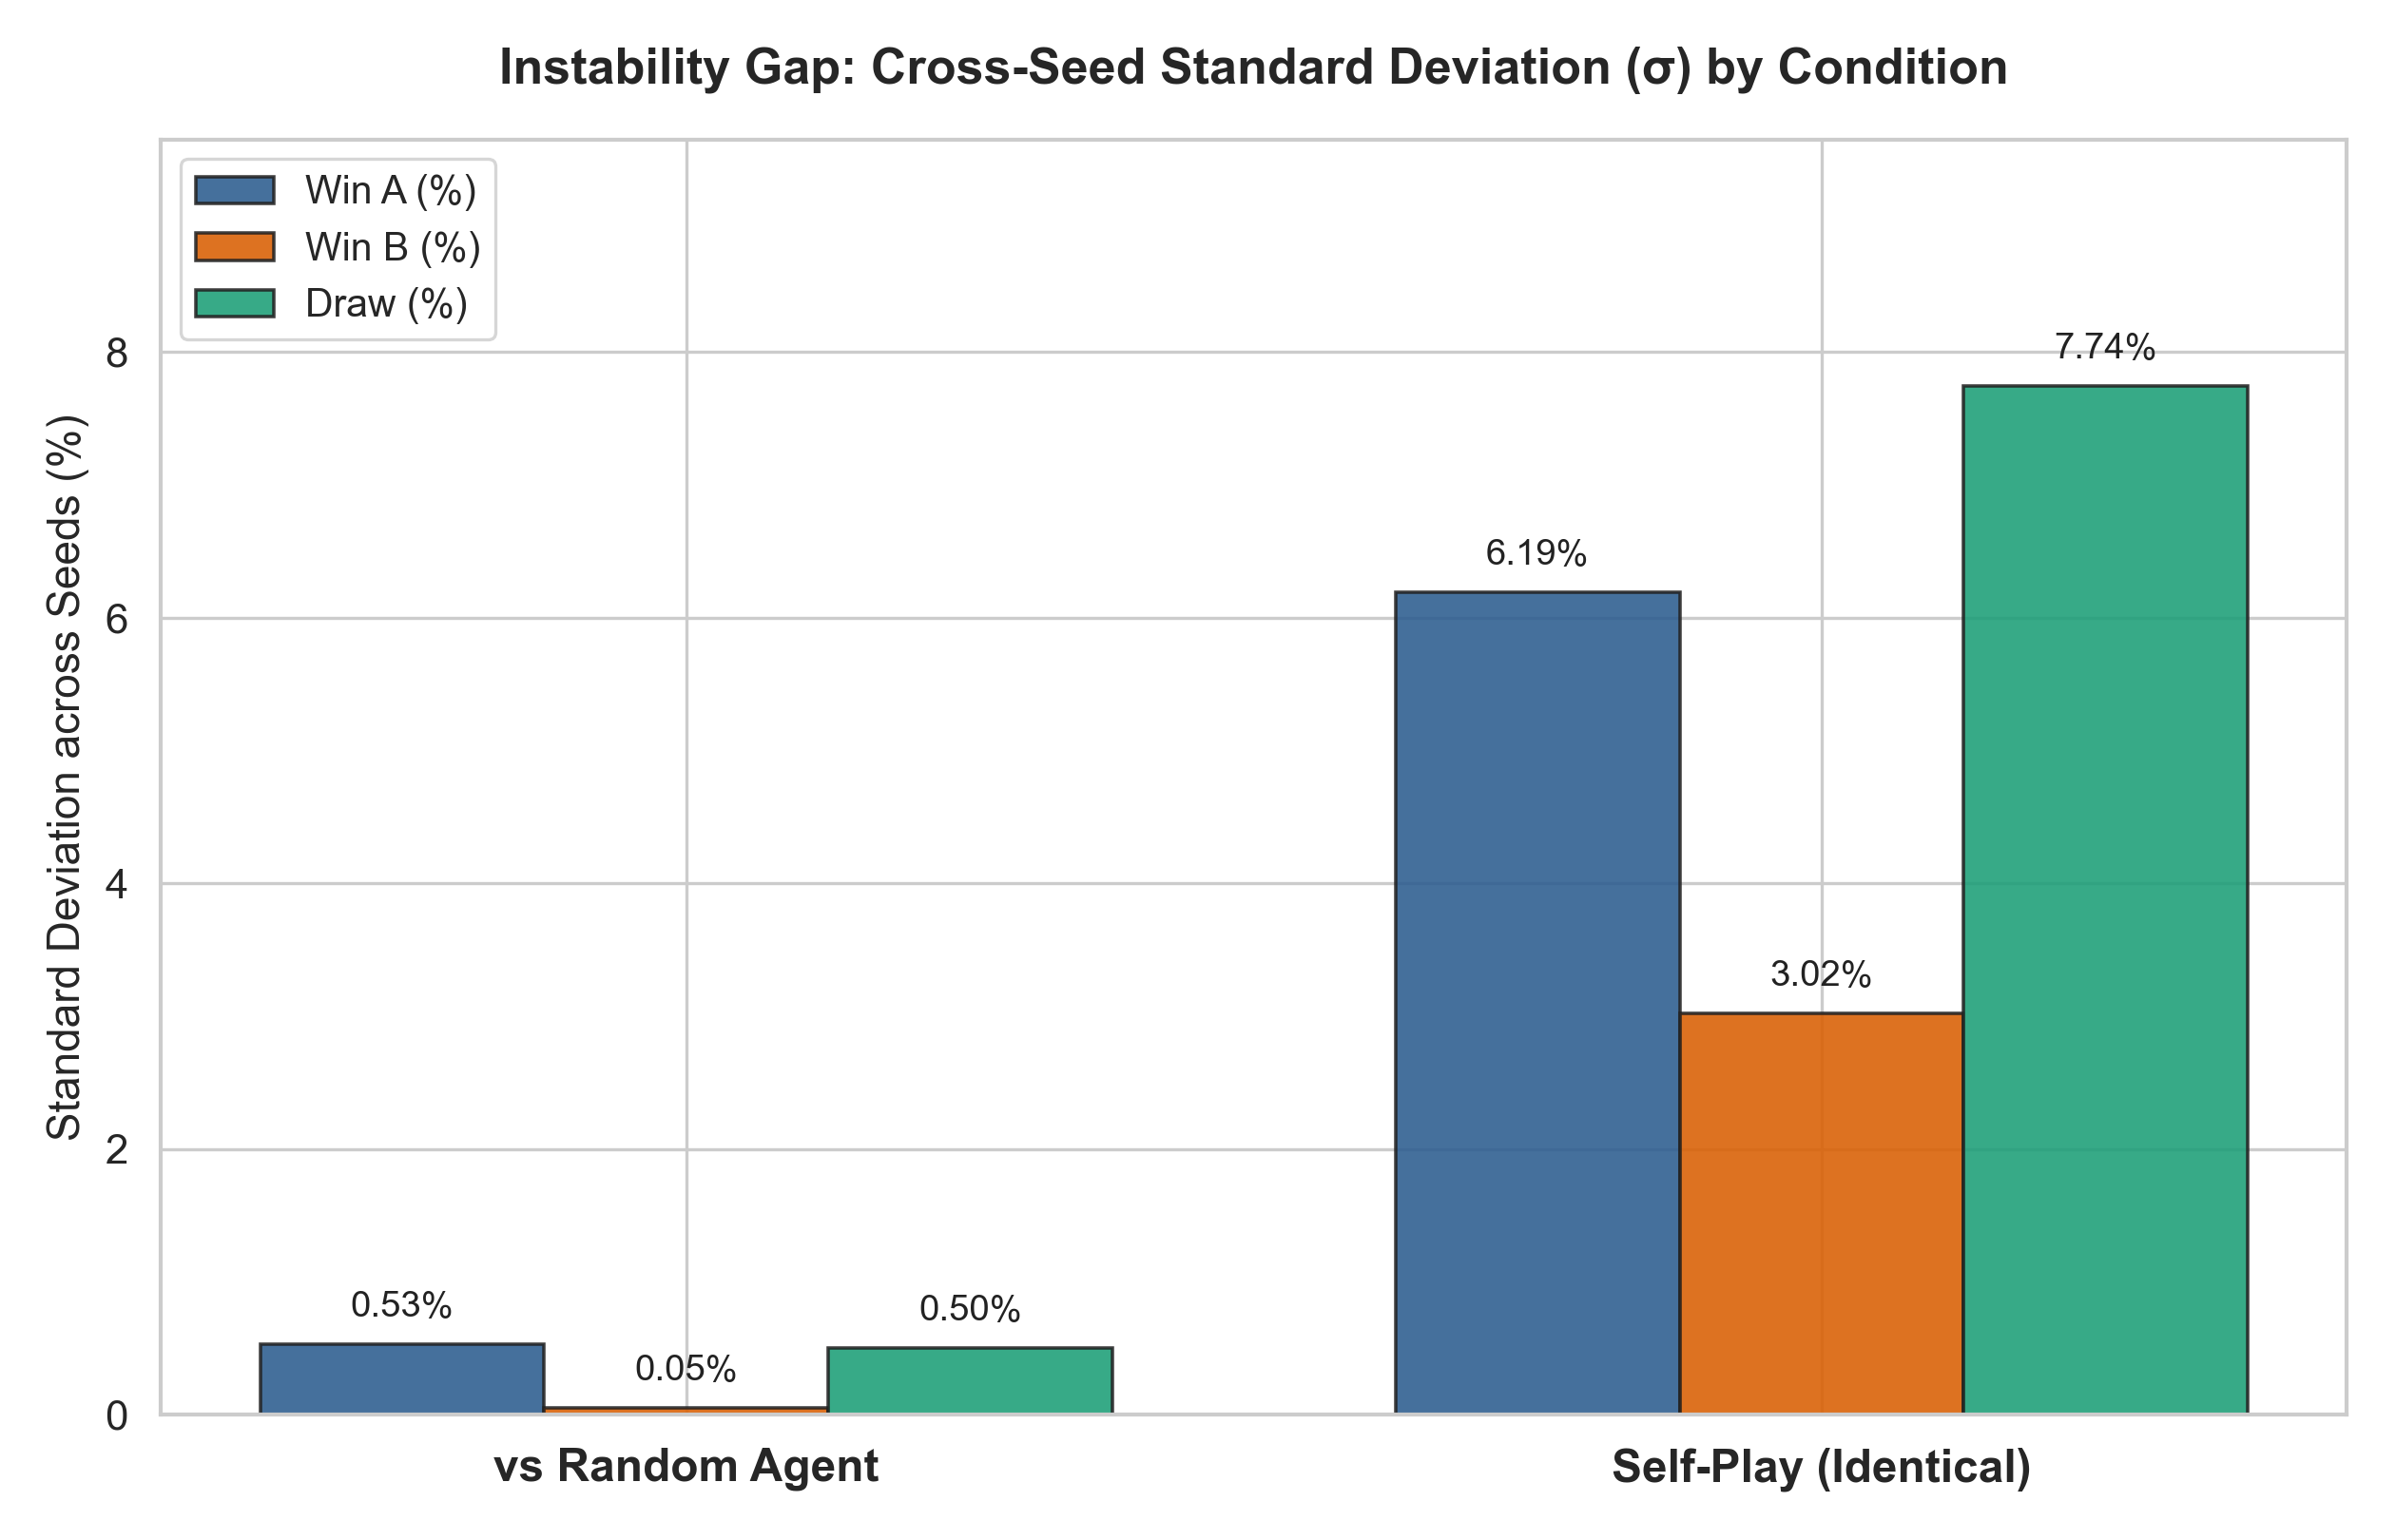 Instability Gap: Cross-Seed Standard Deviation (σ) by Condition
Win A (%)
Win B (%)
Draw (%)
Standard Deviation across Seeds (%)
8
6
4
2
0
0.53%
0.05%
0.50%
6.19%
3.02%
7.74%
vs Random Agent
Self-Play (Identical)